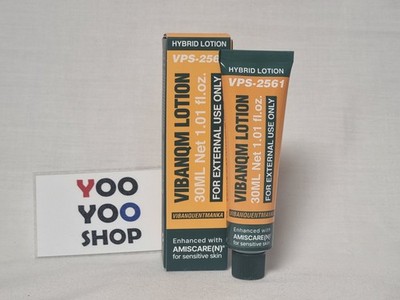 HYBRID LOTION
VPS-256
VIBANQM LOTION
30ML Net 1.01 fl.oz.
FOR EXTERNAL USE ONLY
VIBANQUENTMANKA
Enhanced with
AMISCARE(N)
for sensitive skin
HYBRID LOTION
VPS-2561
VIBANQM LOTION
30ML Net 1.01 fl.oz.
FOR EXTERNAL USE ONLY
VIBANQUENTMANKA
Enhanced with
AMISCARE(N)
for sensitive skin
YOO
YOO
SHOP